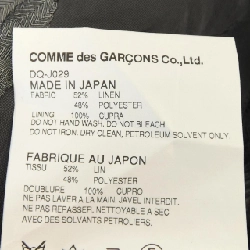 COMME des GARÇONS Co., Ltd.
DQ-J029
MADE IN JAPAN
FABRIC 52% LINEN
48% POLYESTER
LINING 100% CUPRA
DO NOT HAND WASH. DO NOT BLEACH
DO NOT IRON. DRY CLEAN, PETROLEUM SOLVENT ONLY
FABRIQUE AU JAPON
TISSU 52% LIN
48% POLYESTER
DOUBLURE 100% CUPRO
NE PAS LAVER A LA MAIN. JAVEL INTERDIT.
NE PAS REPASSER. NETTOYABLE A SEC
AVEC DES SOLVANTS PETROLIERS.